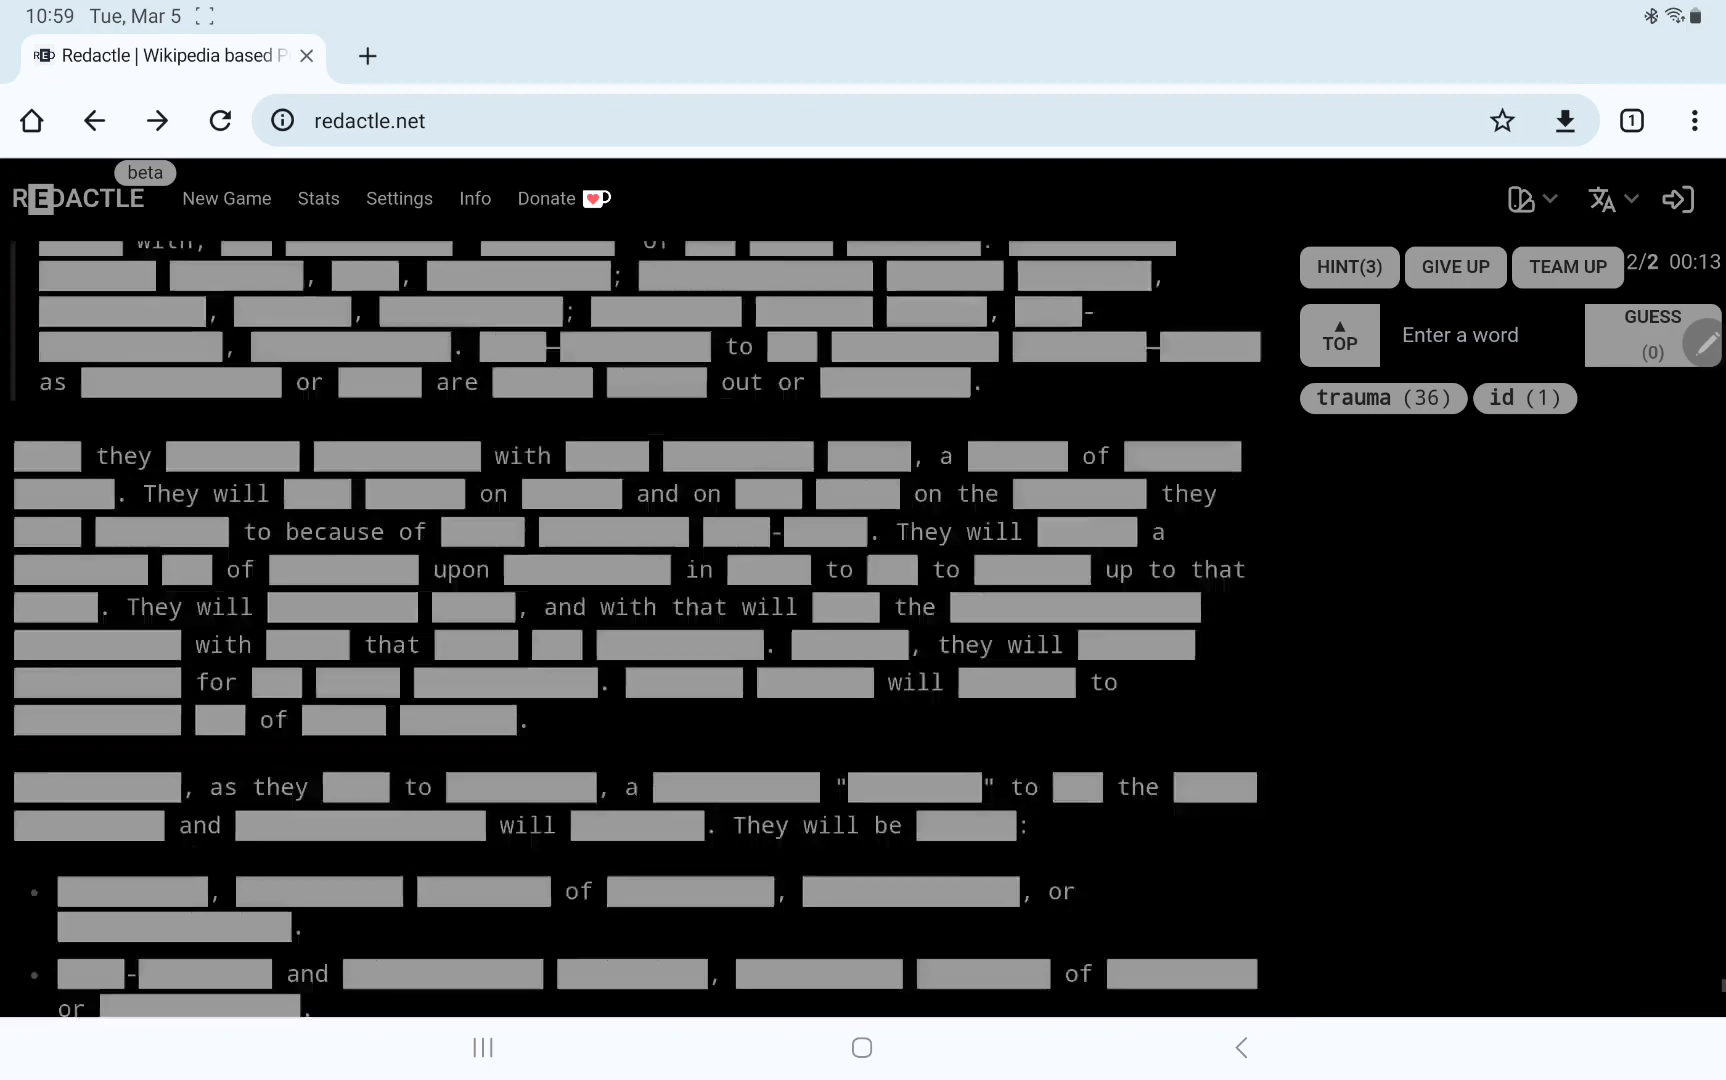 10:59 Tue, Mar 5
RED Redactle | Wikipedia based P
redactle.net 1
beta
REDACTLE New Game Stats Settings Info Donate
with, of .
, , ;
, , ; , -
, . – to –
as or are out or .
HINT(3) GIVE UP TEAM UP 2/2 00:13
▲ TOP Enter a word GUESS (0)
trauma (36) id (1)
they with , a of
. They will on and on on the they
to because of - . They will a
of upon in to to up to that
. They will , and with that will the
with that . , they will
for . will to
of .
, as they to , a " " to the
and will . They will be :
• , of , , or
.
• - and , of
or .